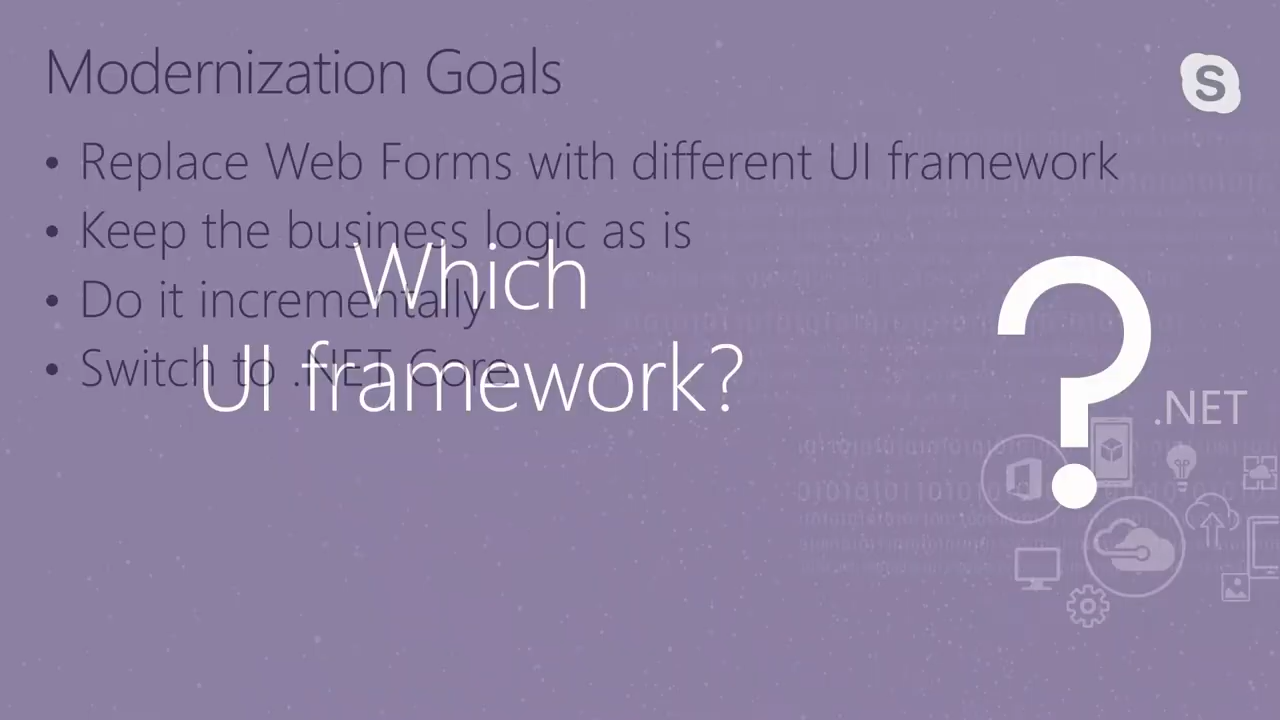 Modernization Goals
• Replace Web Forms with different UI framework
• Keep the business logic as is
• Do it incrementally
• Switch to .NET Core
Which
UI framework?
?
.NET
S